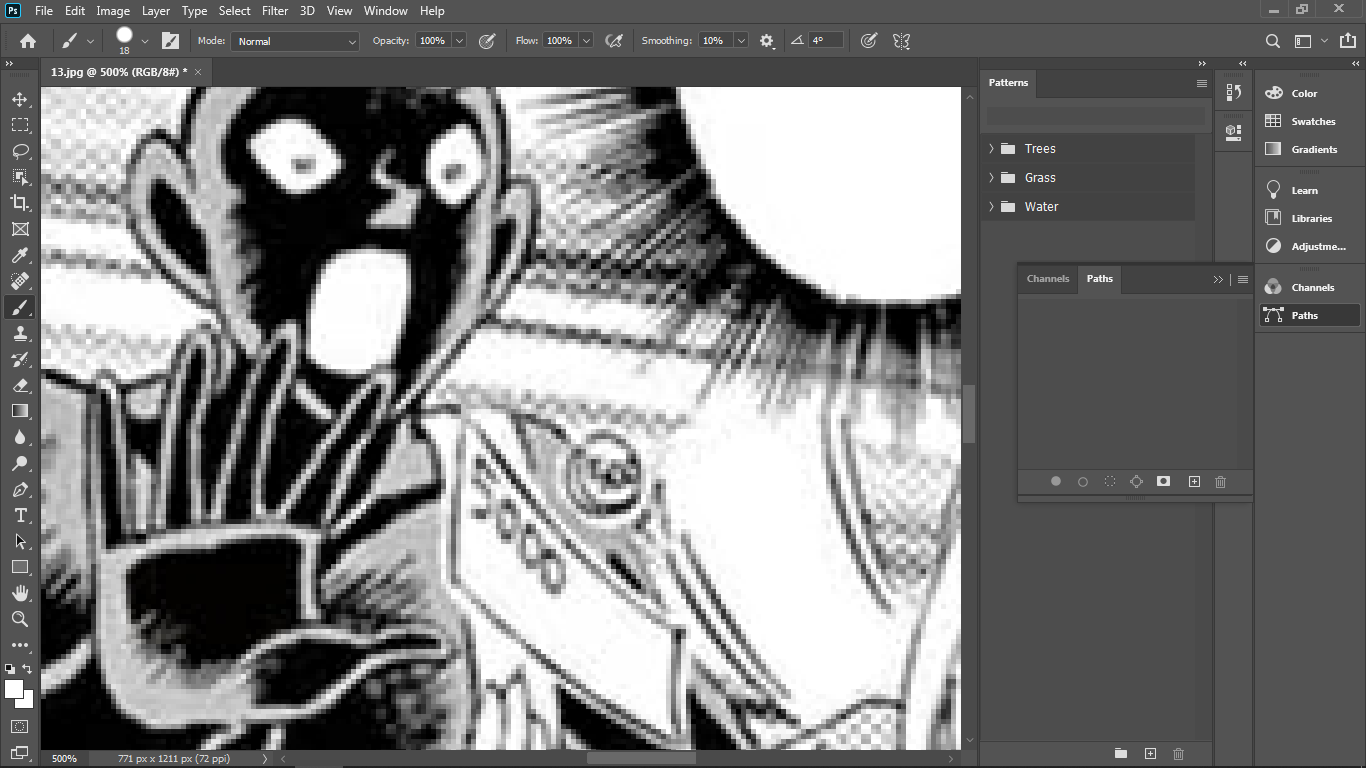 Ps File Edit Image Layer Type Select Filter 3D View Window Help
18 Mode: Normal Opacity: 100% Flow: 100% Smoothing: 10% 4°
13.jpg @ 500% (RGB/8#) * ×
Patterns
Trees
Grass
Water
Channels Paths
Color
Swatches
Gradients
Learn
Libraries
Adjustme...
Channels
Paths
500% 771 px x 1211 px (72 ppi)